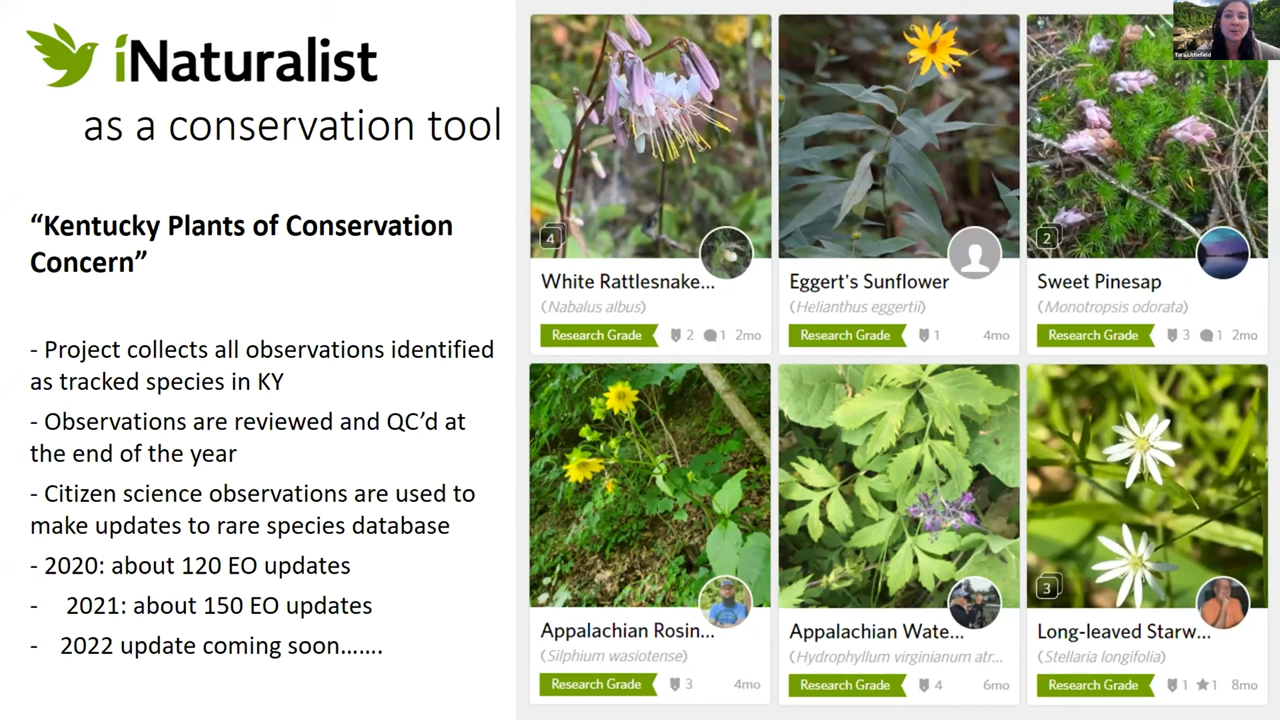 iNaturalist
as a conservation tool
“Kentucky Plants of Conservation
Concern”
- Project collects all observations identified
as tracked species in KY
- Observations are reviewed and QC’d at
the end of the year
- Citizen science observations are used to
make updates to rare species database
- 2020: about 120 EO updates
- 2021: about 150 EO updates
- 2022 update coming soon…….
Tara Littlefield
4
White Rattlesnake...
(Nabalus albus)
Research Grade 2 1 2mo
Eggert's Sunflower
(Helianthus eggertii)
Research Grade 1 4mo
2
Sweet Pinesap
(Monotropsis odorata)
Research Grade 3 1 2mo
Appalachian Rosin...
(Silphium wasiotense)
Research Grade 3 4mo
Appalachian Wate...
(Hydrophyllum virginianum atr...
Research Grade 4 6mo
3
Long-leaved Starw...
(Stellaria longifolia)
Research Grade 1 1 8mo